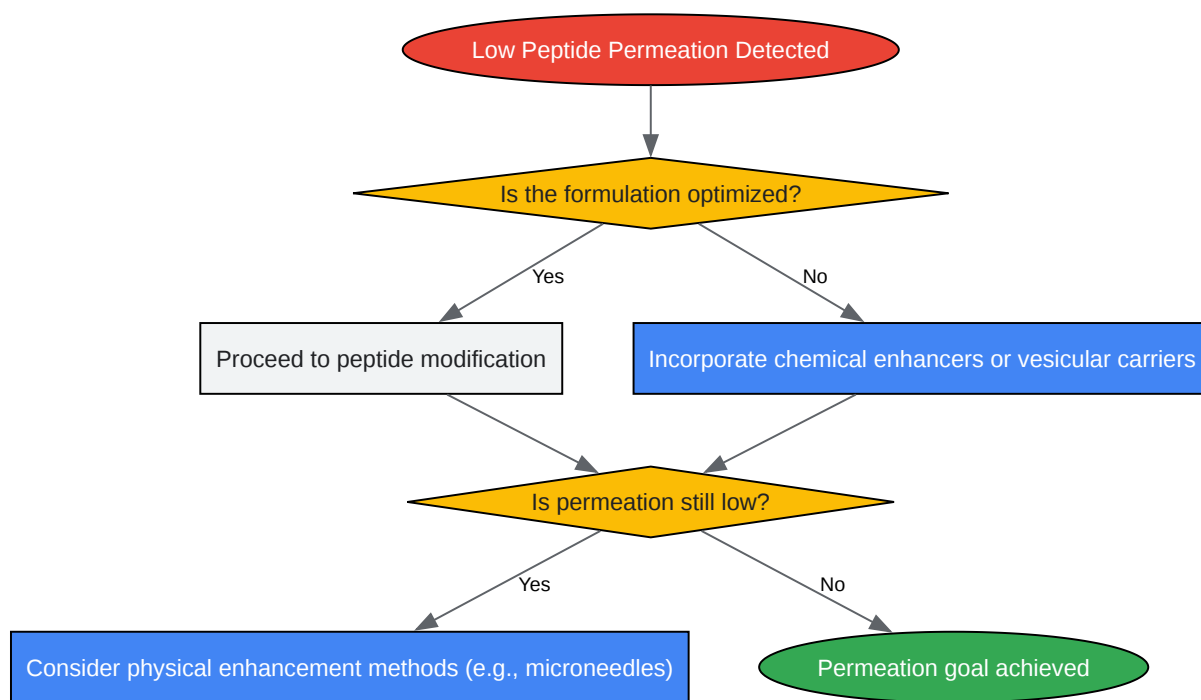 Low Peptide Permeation Detected
Is the formulation optimized?
Yes
No
Proceed to peptide modification
Incorporate chemical enhancers or vesicular carriers
Is permeation still low?
Yes
No
Consider physical enhancement methods (e.g., microneedles)
Permeation goal achieved